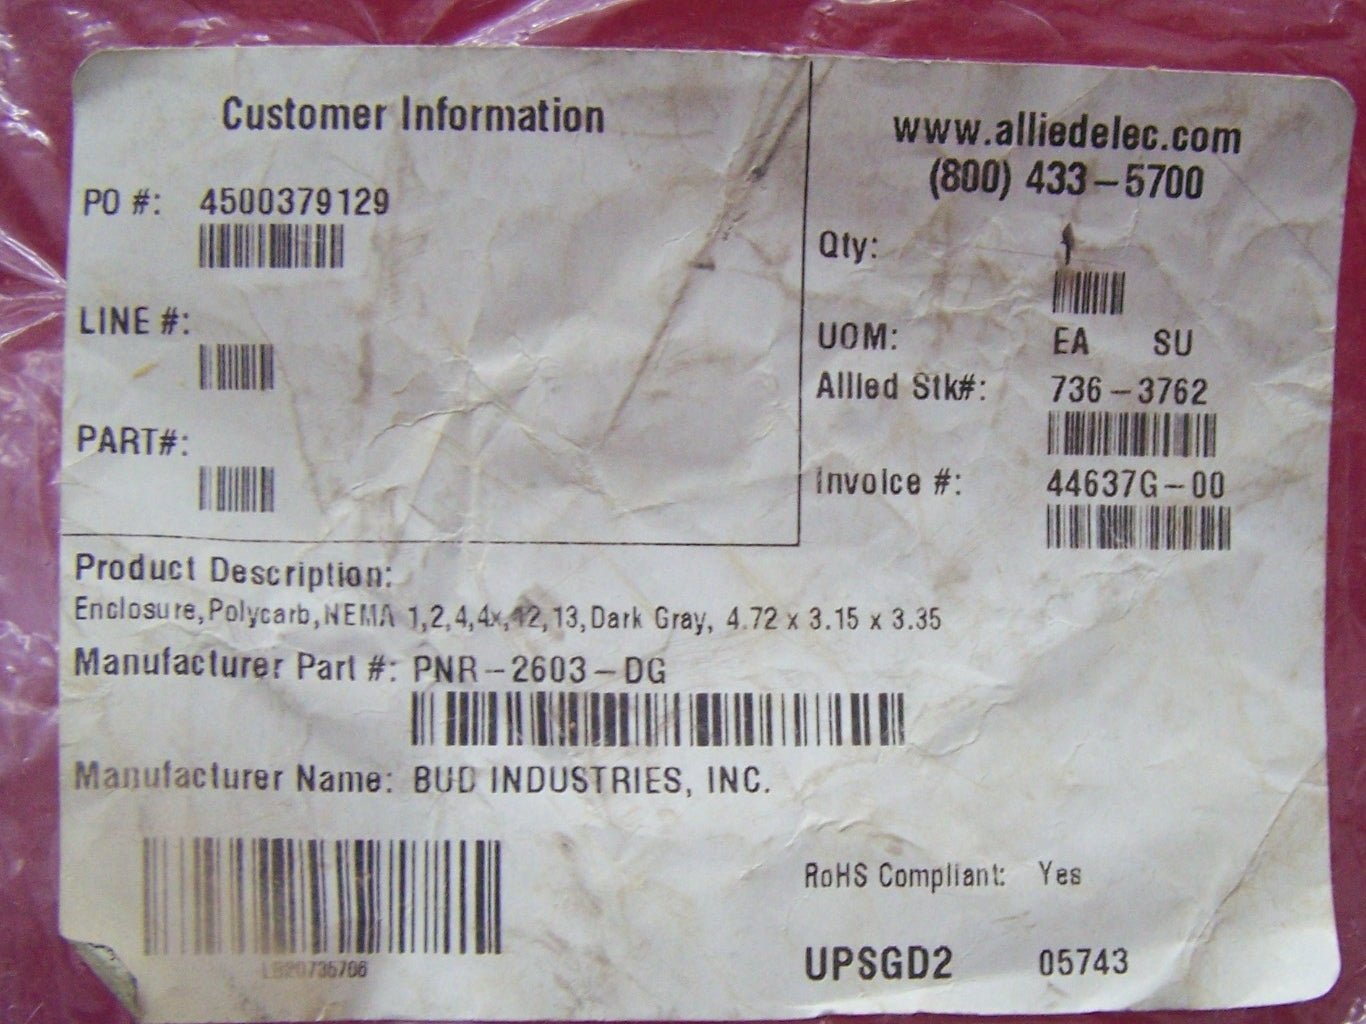 Customer Information
PO #: 4500379129
LINE #:
PART#:
www.alliedelec.com
(800) 433-5700
Qty: 1
UOM: EA SU
Allied Stk#: 736-3762
Invoice #: 44637G-00
Product Description:
Enclosure,Polycarb,NEMA 1,2,4,4x,12,13,Dark Gray, 4.72 x 3.15 x 3.35
Manufacturer Part #: PNR-2603-DG
Manufacturer Name: BUD INDUSTRIES, INC.
RoHS Compliant: Yes
UPSGD2 05743